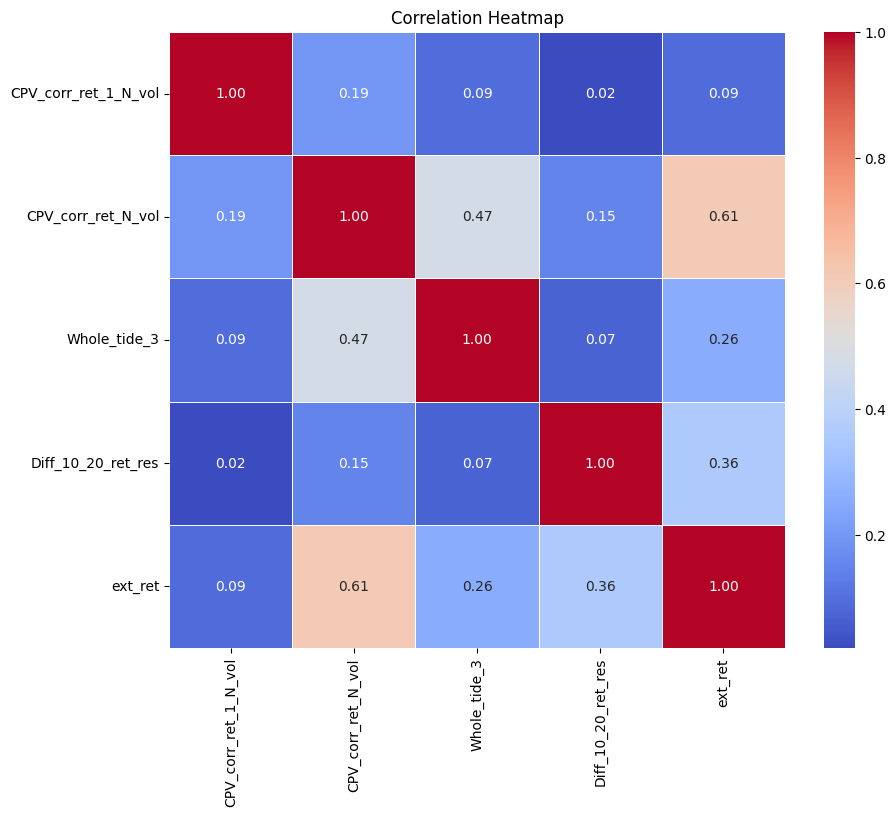 Correlation Heatmap
CPV_corr_ret_1_N_vol 1.00 0.19 0.09 0.02 0.09
CPV_corr_ret_N_vol 0.19 1.00 0.47 0.15 0.61
Whole_tide_3 0.09 0.47 1.00 0.07 0.26
Diff_10_20_ret_res 0.02 0.15 0.07 1.00 0.36
ext_ret 0.09 0.61 0.26 0.36 1.00
CPV_corr_ret_1_N_vol
CPV_corr_ret_N_vol
Whole_tide_3
Diff_10_20_ret_res
ext_ret
1.0
0.8
0.6
0.4
0.2